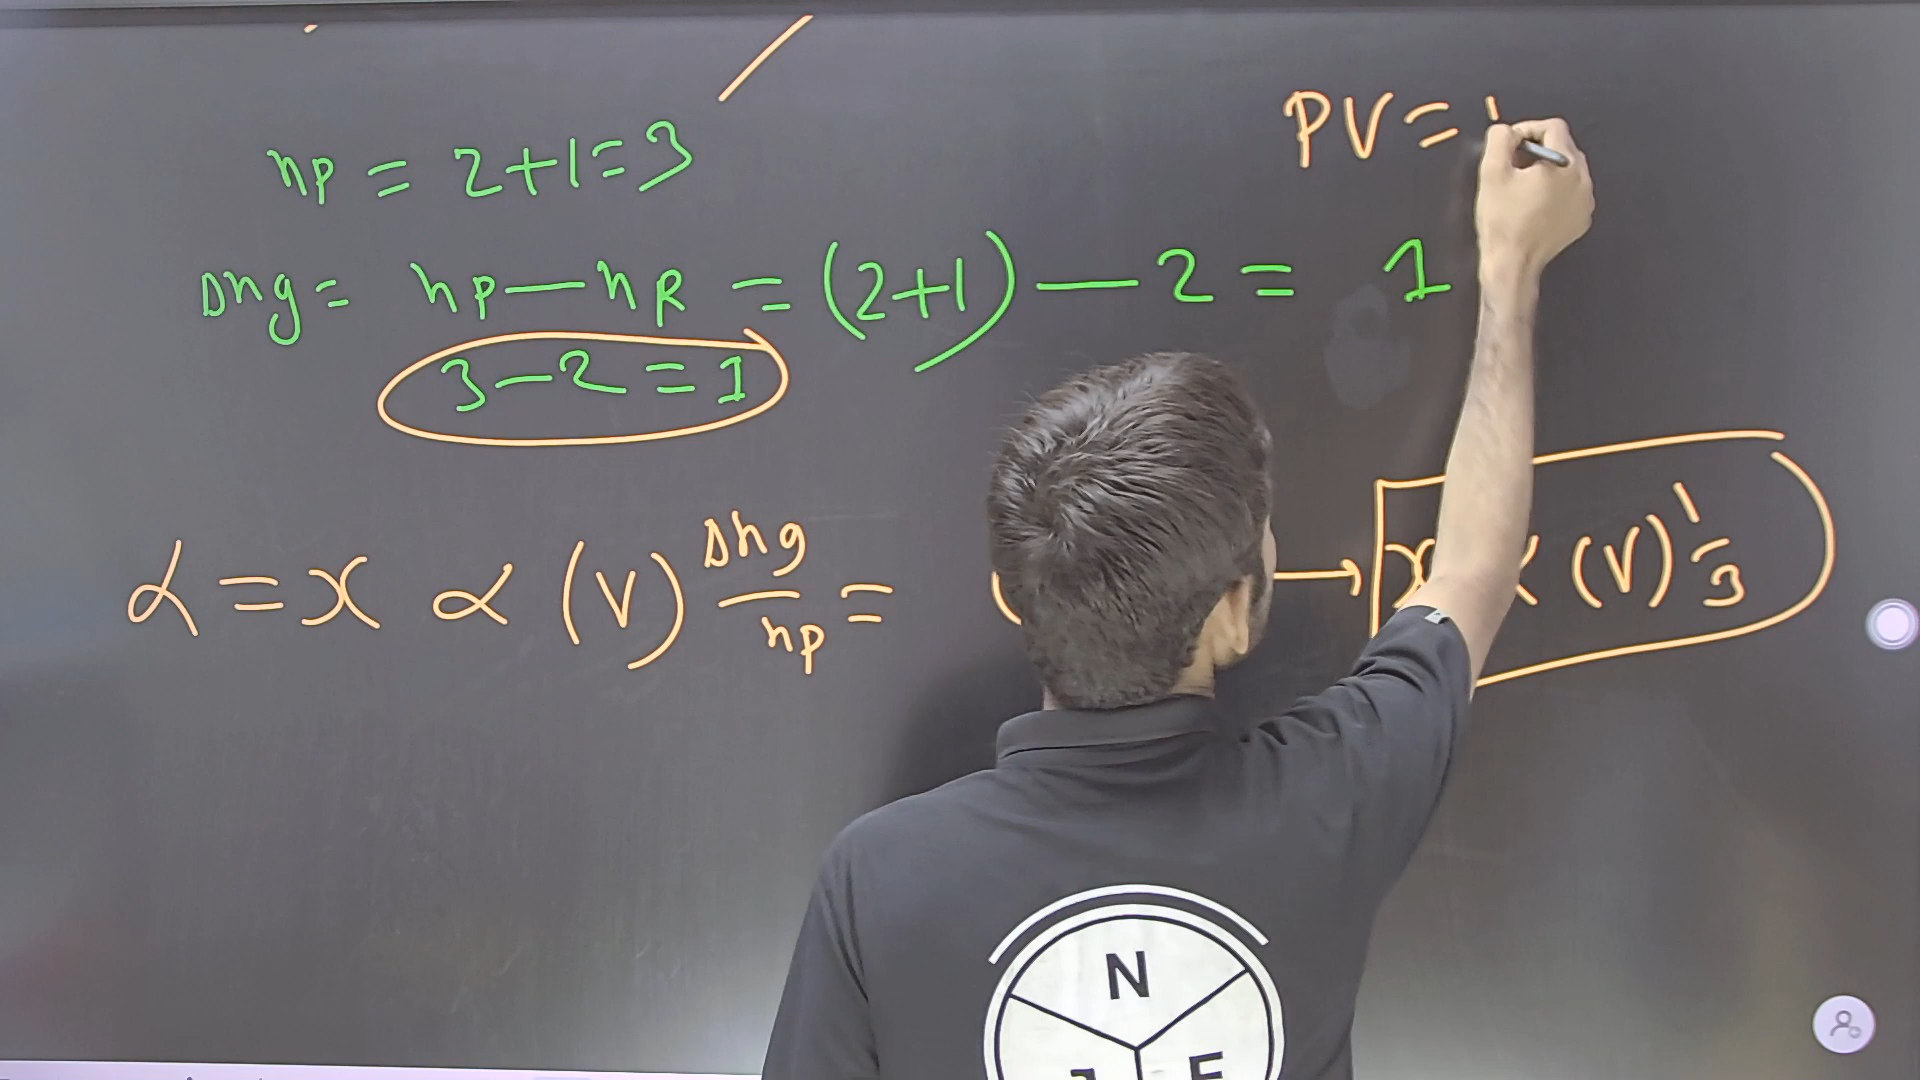 PV =
np = 2+1=3
Δng = np — nR = (2+1) — 2 = 1
3 — 2 = 1
α = x ∝ (V)^Δng/np = ( → x ∝ (V)^1/3
N